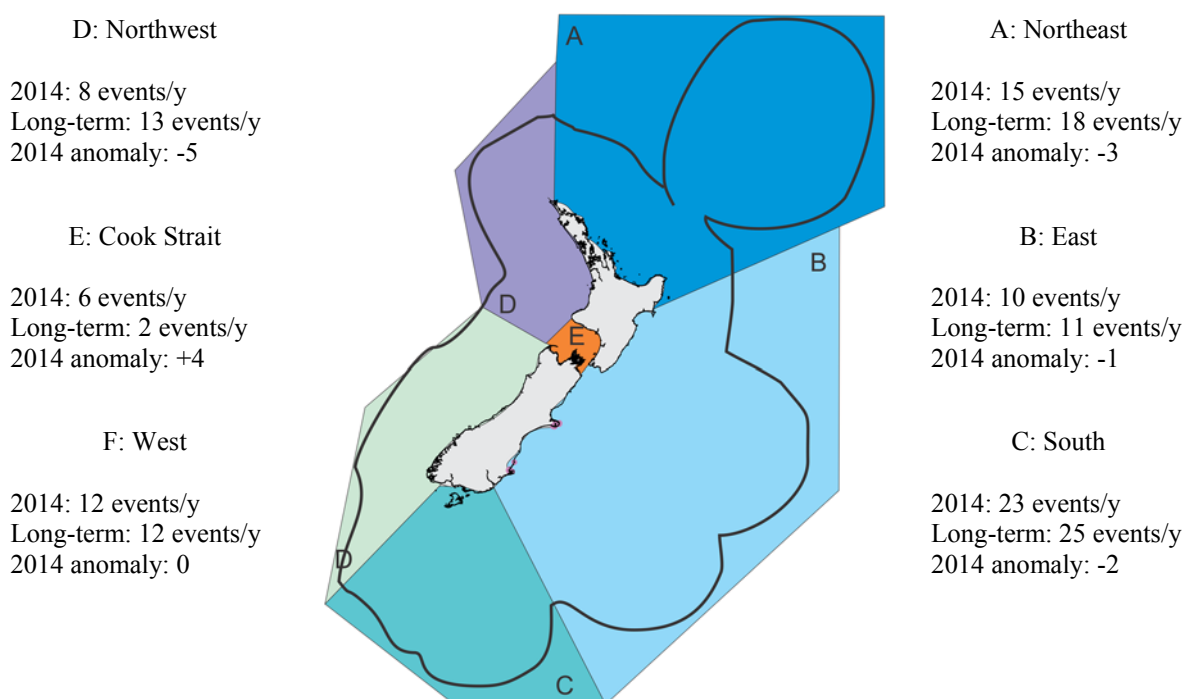 D: Northwest
2014: 8 events/y
Long-term: 13 events/y
2014 anomaly: -5
E: Cook Strait
2014: 6 events/y
Long-term: 2 events/y
2014 anomaly: +4
F: West
2014: 12 events/y
Long-term: 12 events/y
2014 anomaly: 0
A
B
D
E
D
C
A: Northeast
2014: 15 events/y
Long-term: 18 events/y
2014 anomaly: -3
B: East
2014: 10 events/y
Long-term: 11 events/y
2014 anomaly: -1
C: South
2014: 23 events/y
Long-term: 25 events/y
2014 anomaly: -2